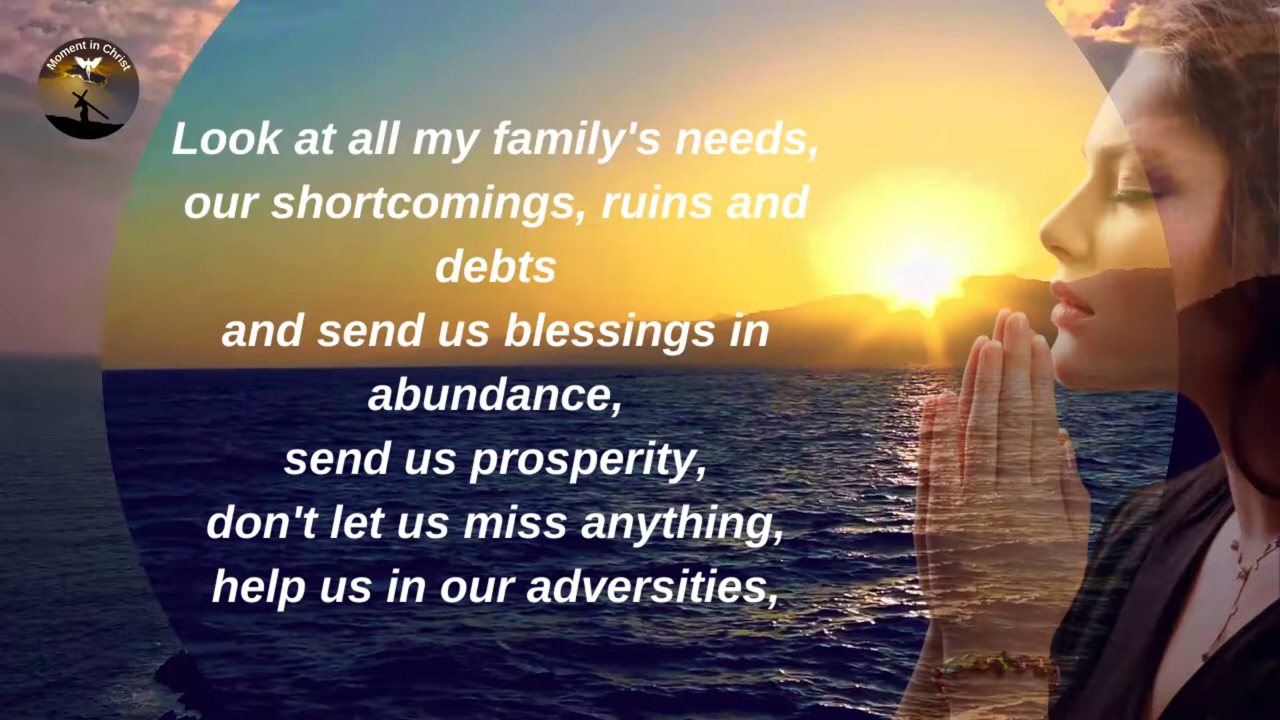 Moment in Christ
Look at all my family's needs,
our shortcomings, ruins and
debts
and send us blessings in
abundance,
send us prosperity,
don't let us miss anything,
help us in our adversities,